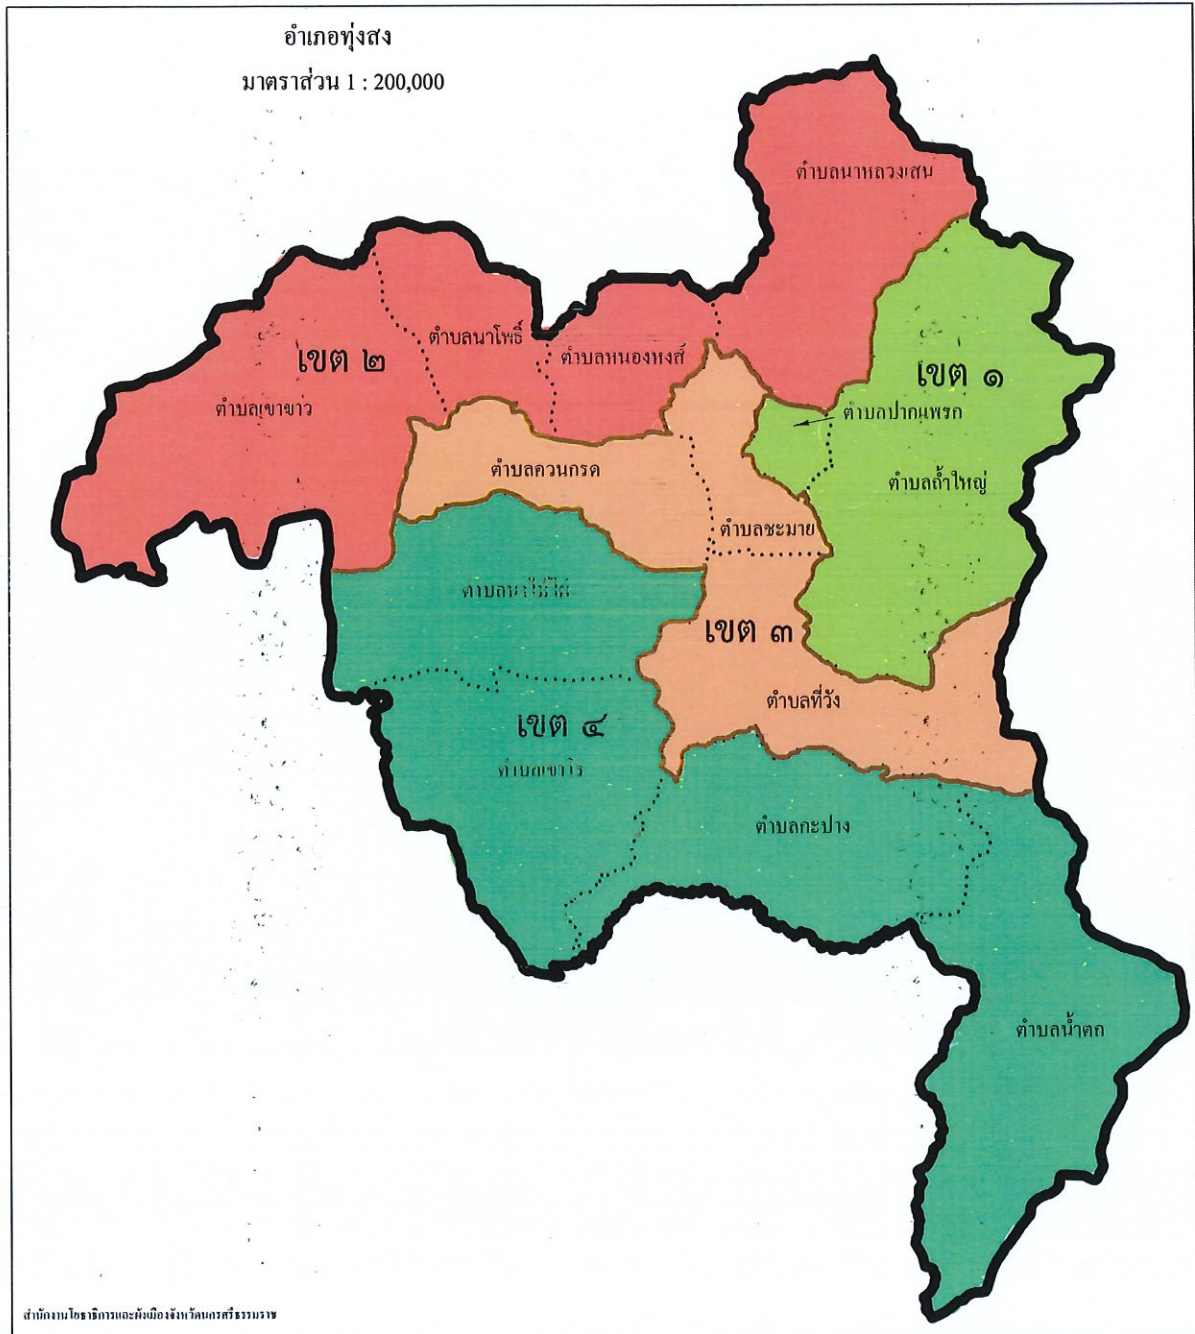 อำเภอทุ่งสง
มาตราส่วน 1 : 200,000
ตำบลนาหลวงเสน
ตำบลนาโพธิ์
ตำบลหนองหงส์
เขต ๒
เขต ๑
ตำบลเขาขาว
ตำบลปากแพรก
ตำบลควนกรด
ตำบลถ้ำใหญ่
ตำบลชะมาย
ตำบลนาไม้ไผ่
เขต ๓
ตำบลที่วัง
เขต ๔
ตำบลเขาโร
ตำบลกะปาง
ตำบลน้ำตก
สำนักงานโยธาธิการและผังเมืองจังหวัดนครศรีธรรมราช